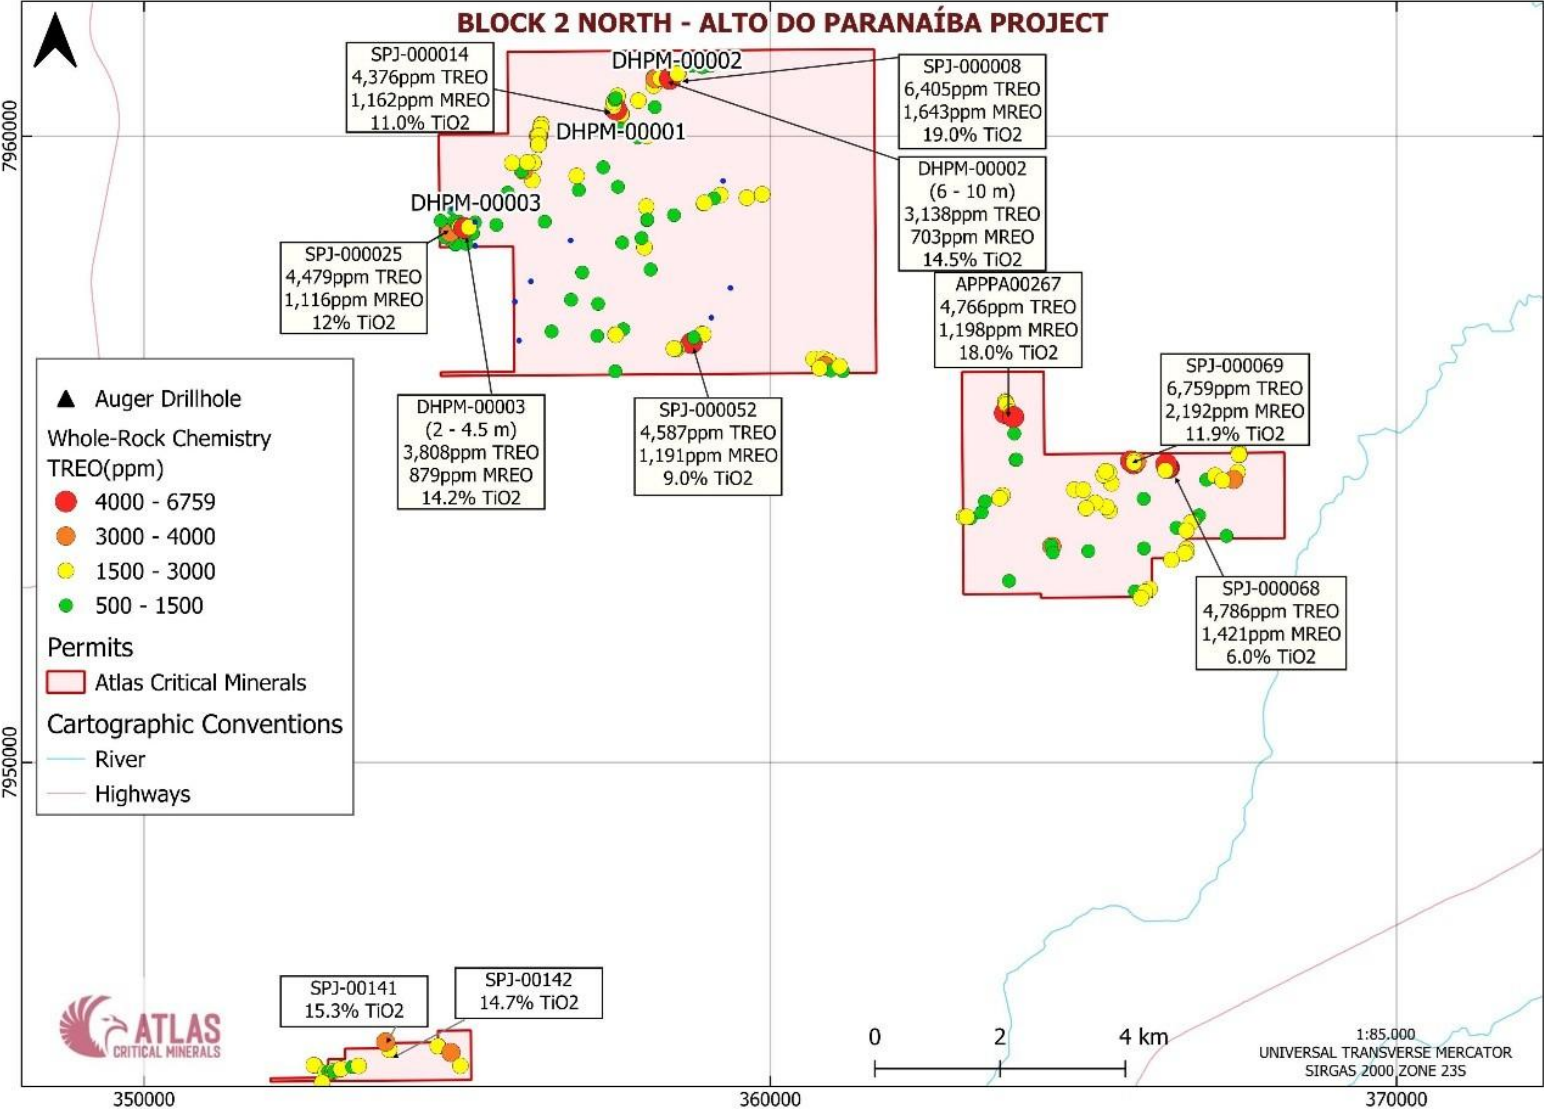 BLOCK 2 NORTH - ALTO DO PARANAÍBA PROJECT
SPJ-000014
4,376ppm TREO
1,162ppm MREO
11.0% TiO2
DHPM-00002
SPJ-000008
6,405ppm TREO
1,643ppm MREO
19.0% TiO2
DHPM-00001
DHPM-00002
(6 - 10 m)
3,138ppm TREO
703ppm MREO
14.5% TiO2
DHPM-00003
SPJ-000025
4,479ppm TREO
1,116ppm MREO
12% TiO2
APPPA00267
4,766ppm TREO
1,198ppm MREO
18.0% TiO2
SPJ-000069
6,759ppm TREO
2,192ppm MREO
11.9% TiO2
DHPM-00003
(2 - 4.5 m)
3,808ppm TREO
879ppm MREO
14.2% TiO2
SPJ-000052
4,587ppm TREO
1,191ppm MREO
9.0% TiO2
SPJ-000068
4,786ppm TREO
1,421ppm MREO
6.0% TiO2
7960000
7950000
Auger Drillhole
Whole-Rock Chemistry
TREO(ppm)
4000 - 6759
3000 - 4000
1500 - 3000
500 - 1500
Permits
Atlas Critical Minerals
Cartographic Conventions
River
Highways
SPJ-00141
15.3% TiO2
SPJ-00142
14.7% TiO2
ATLAS
CRITICAL MINERALS
0 2 4 km
1:85.000
UNIVERSAL TRANSVERSE MERCATOR
SIRGAS 2000 ZONE 23S
350000 360000 370000